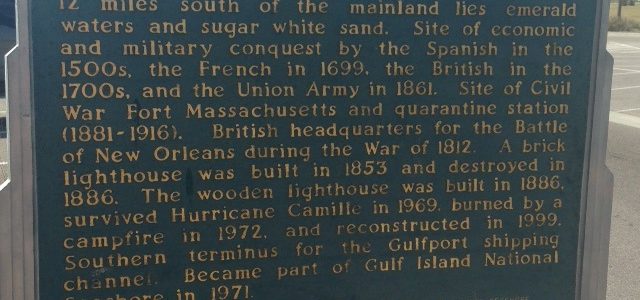 12 miles south of the mainland lies emerald
waters and sugar white sand. Site of economic
and military conquest by the Spanish in the
1500s, the French in 1699, the British in the
1700s, and the Union Army in 1861. Site of Civil
War Fort Massachusetts and quarantine station
(1881-1916). British headquarters for the Battle
of New Orleans during the War of 1812. A brick
lighthouse was built in 1853 and destroyed in
1886. The wooden lighthouse was built in 1886,
survived Hurricane Camille in 1969, burned by a
campfire in 1972, and reconstructed in 1999.
Southern terminus for the Gulfport shipping
channel. Became part of Gulf Island National
Seashore in 1971.